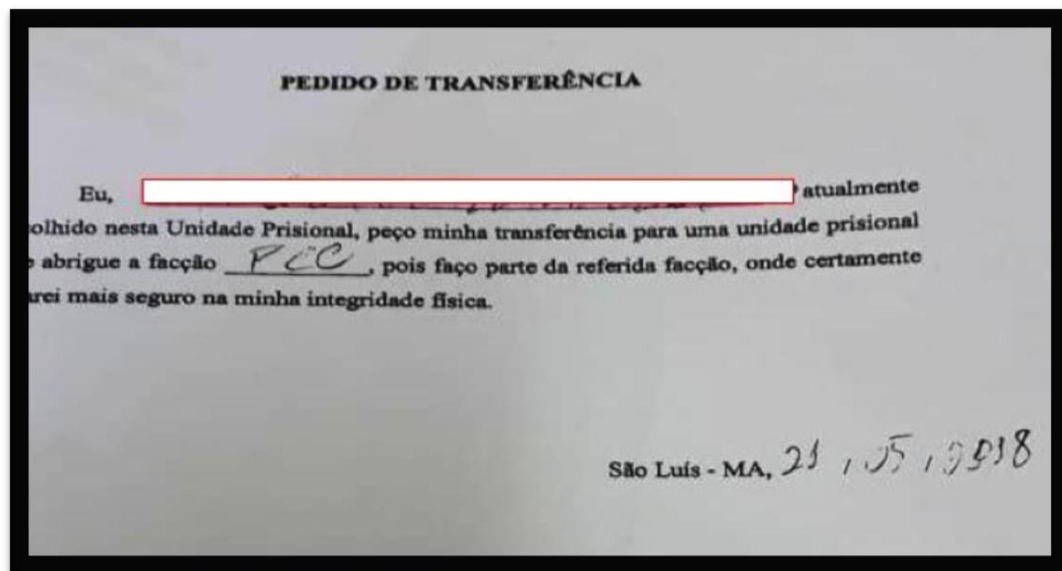 PEDIDO DE TRANSFERÊNCIA
Eu, atualmente
olhido nesta Unidade Prisional, peço minha transferência para uma unidade prisional
e abrigue a facção PCC, pois faço parte da referida facção, onde certamente
arei mais seguro na minha integridade física.
São Luís - MA, 21, 05,